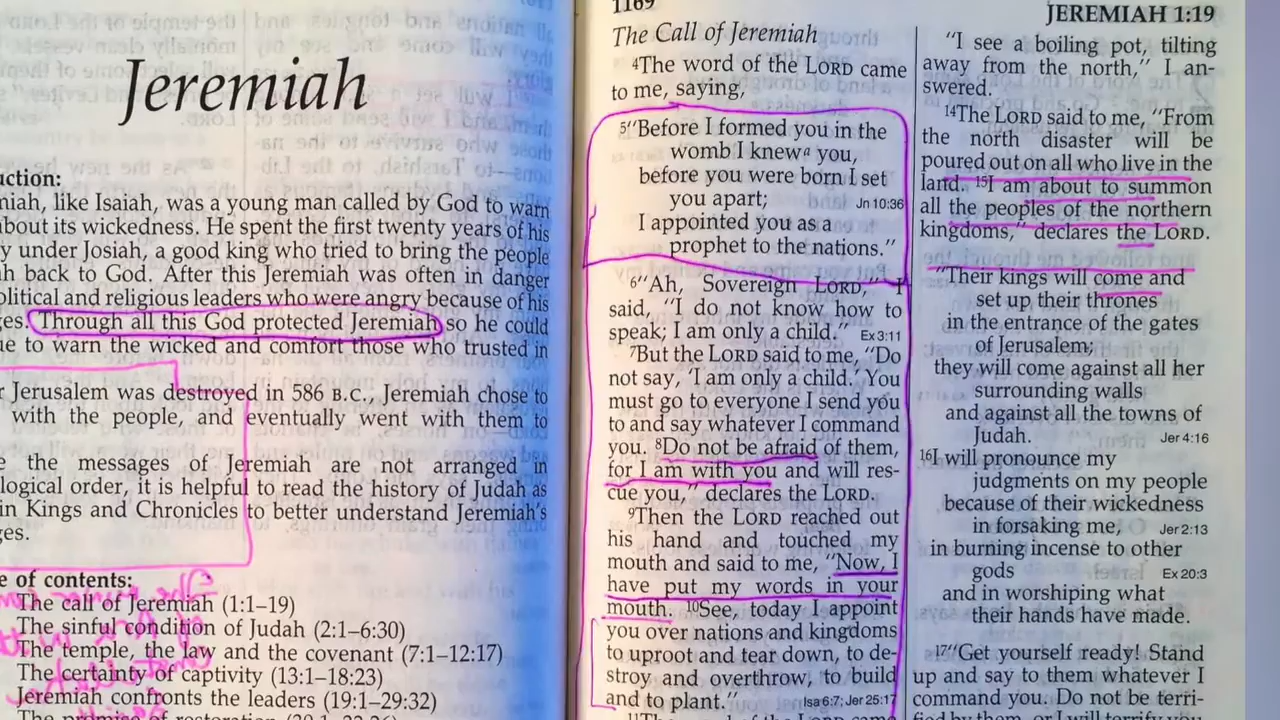 Jeremiah
uction:
miah, like Isaiah, was a young man called by God to warn
about its wickedness. He spent the first twenty years of his
y under Josiah, a good king who tried to bring the people
ah back to God. After this Jeremiah was often in danger
olitical and religious leaders who were angry because of his
ges. Through all this God protected Jeremiah so he could
ue to warn the wicked and comfort those who trusted in
r Jerusalem was destroyed in 586 B.C., Jeremiah chose to
with the people, and eventually went with them to
e the messages of Jeremiah are not arranged in
logical order, it is helpful to read the history of Judah as
in Kings and Chronicles to better understand Jeremiah's
ges.
e of contents:
The call of Jeremiah (1:1–19)
The sinful condition of Judah (2:1–6:30)
The temple, the law and the covenant (7:1–12:17)
The certainty of captivity (13:1–18:23)
Jeremiah confronts the leaders (19:1–29:32)
1169
JEREMIAH 1:19
The Call of Jeremiah
4The word of the LORD came
to me, saying,
5"Before I formed you in the
womb I knewa you,
before you were born I set
you apart; Jn 10:36
I appointed you as a
prophet to the nations."
6"Ah, Sovereign LORD," I
said, "I do not know how to
speak; I am only a child." Ex 3:11
7But the LORD said to me, "Do
not say, 'I am only a child.' You
must go to everyone I send you
to and say whatever I command
you. 8Do not be afraid of them,
for I am with you and will res-
cue you," declares the LORD.
9Then the LORD reached out
his hand and touched my
mouth and said to me, "Now, I
have put my words in your
mouth. 10See, today I appoint
you over nations and kingdoms
to uproot and tear down, to de-
stroy and overthrow, to build
and to plant." Isa 6:7; Jer 25:17
11The word of the LORD came
"I see a boiling pot, tilting
away from the north," I an-
swered.
14The LORD said to me, "From
the north disaster will be
poured out on all who live in the
land. 15I am about to summon
all the peoples of the northern
kingdoms," declares the LORD.
"Their kings will come and
set up their thrones
in the entrance of the gates
of Jerusalem;
they will come against all her
surrounding walls
and against all the towns of
Judah. Jer 4:16
16I will pronounce my
judgments on my people
because of their wickedness
in forsaking me, Jer 2:13
in burning incense to other
gods Ex 20:3
and in worshiping what
their hands have made.
17"Get yourself ready! Stand
up and say to them whatever I
command you. Do not be terri-
fied by them, or I will terrify you